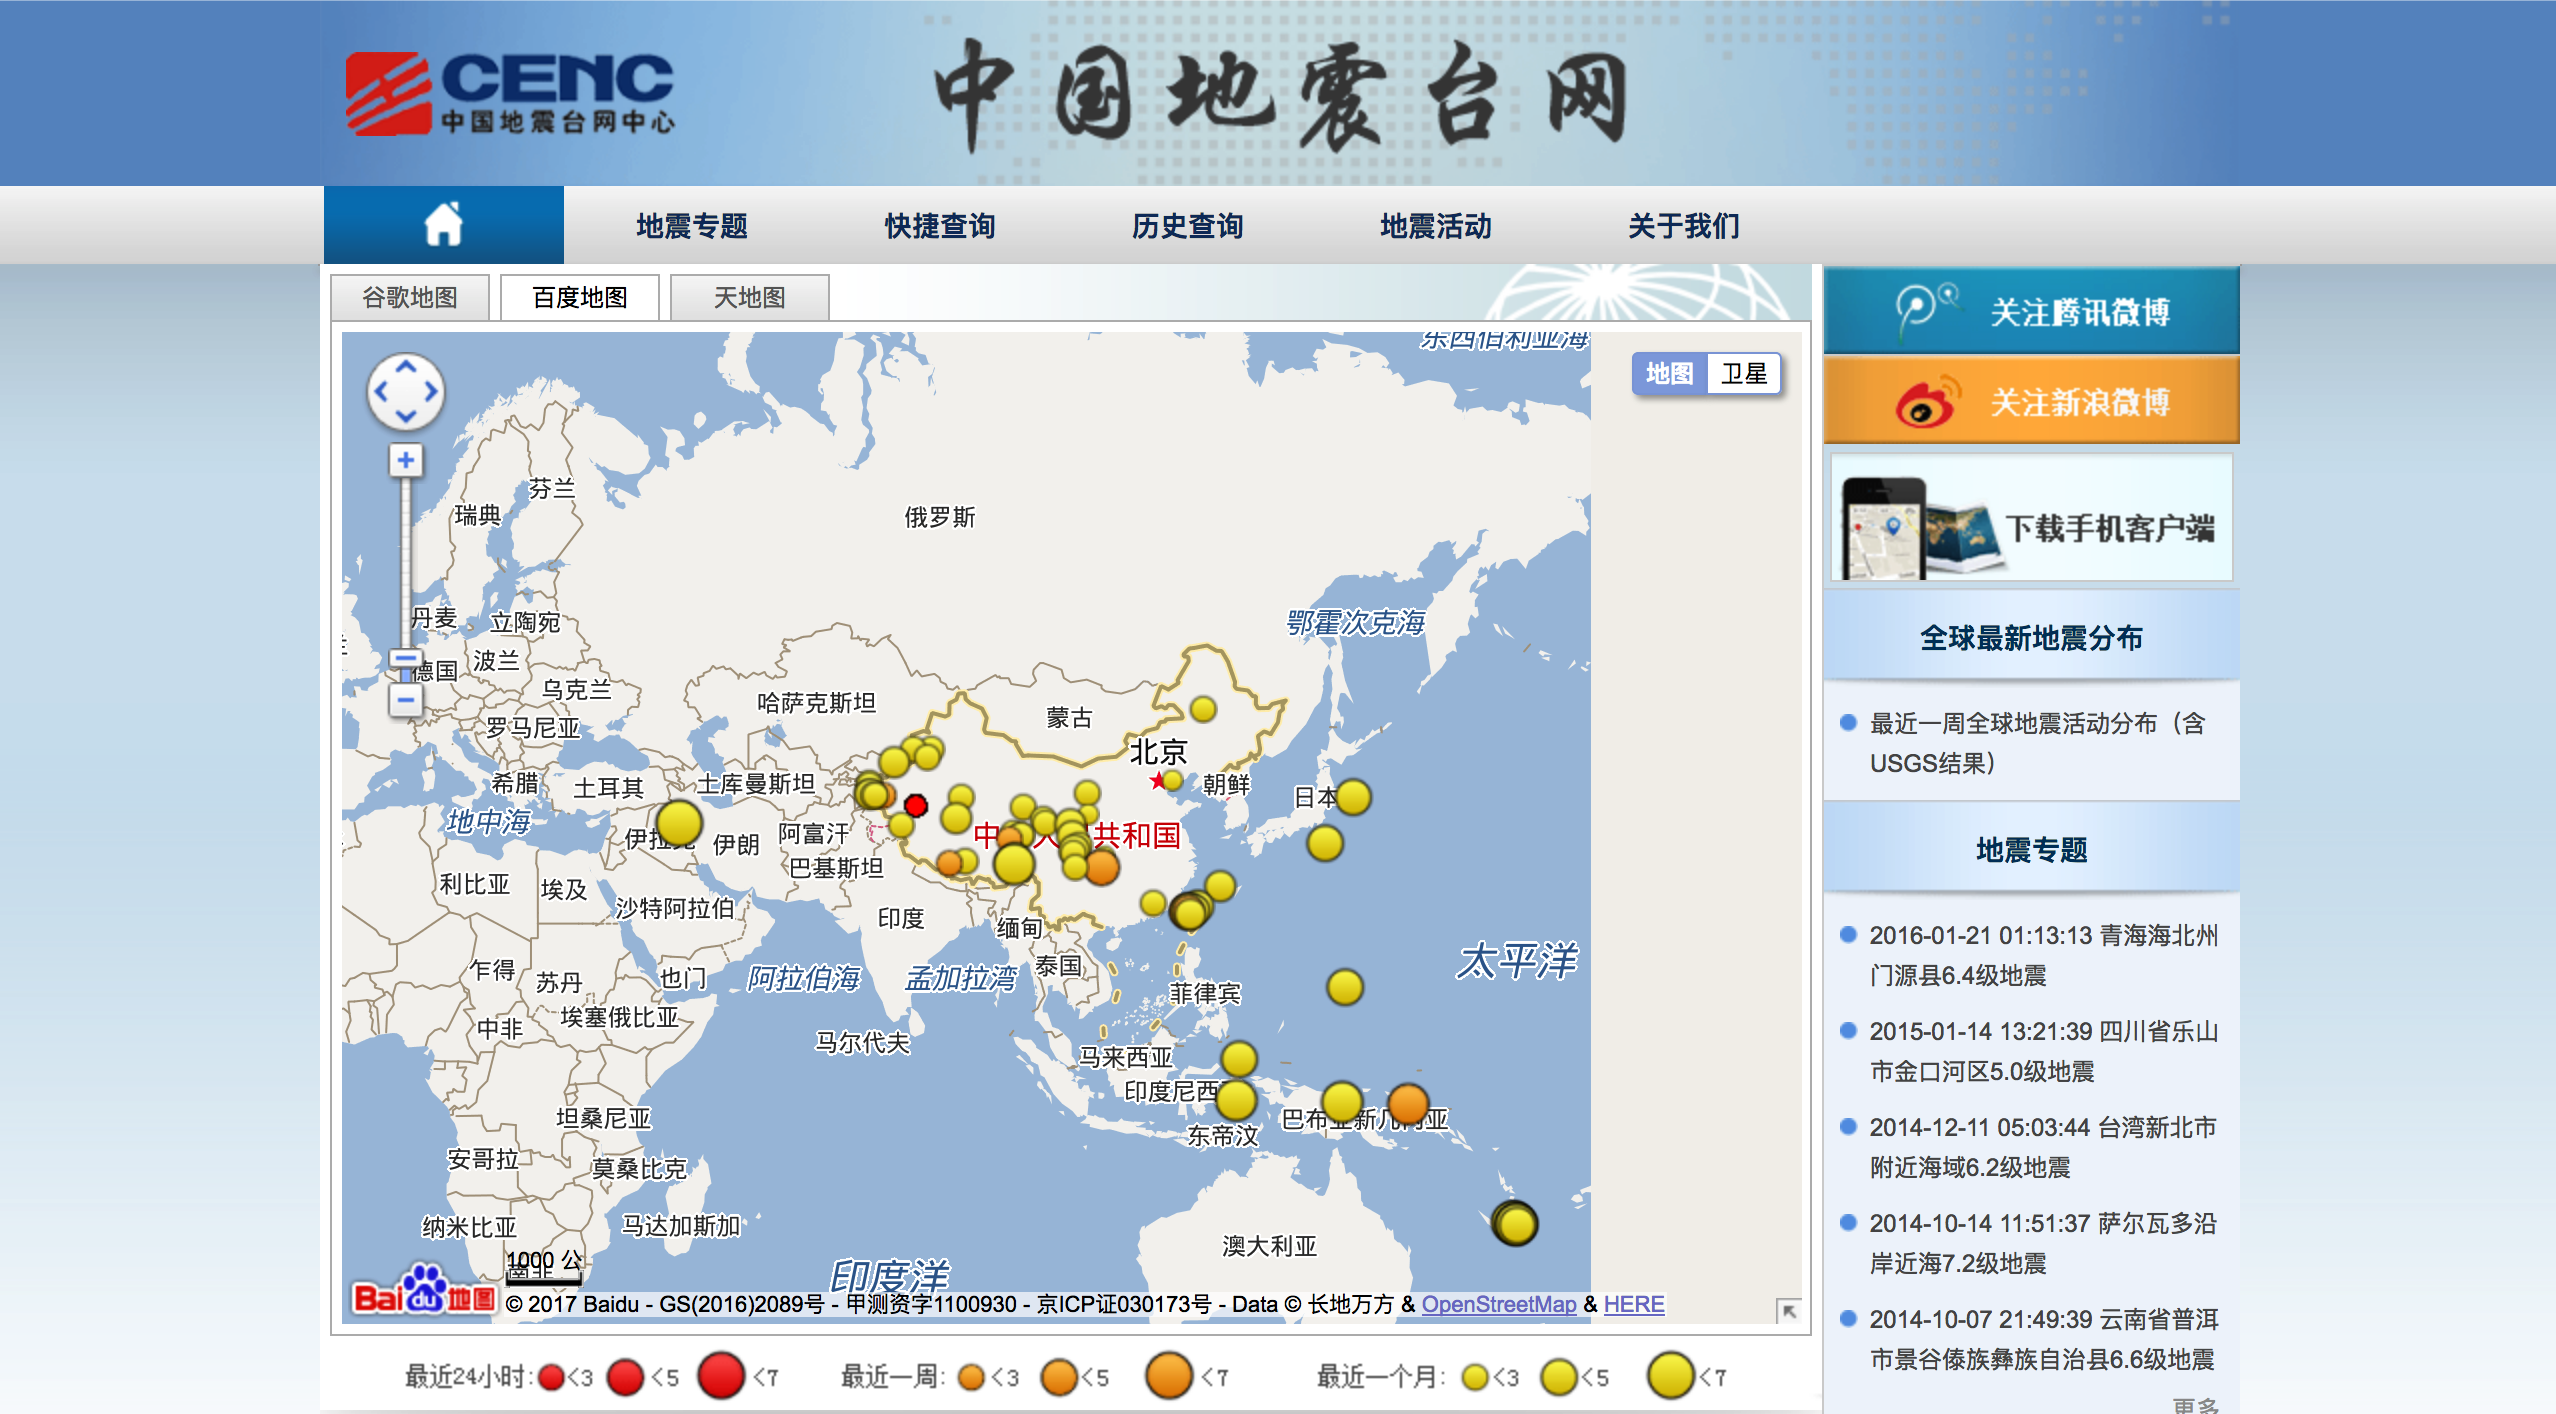 CENC
中国地震台网中心
中国地震台网
地震专题
快捷查询
历史查询
地震活动
关于我们
谷歌地图
百度地图
天地图
东西伯利亚海
地图
卫星
芬兰
瑞典
俄罗斯
鄂霍次克海
丹麦
立陶宛
德国
波兰
乌克兰
哈萨克斯坦
蒙古
罗马尼亚
北京
希腊
土耳其
土库曼斯坦
朝鲜
日本
地中海
伊朗
阿富汗
共和国
巴基斯坦
利比亚
埃及
沙特阿拉伯
印度
缅甸
太平洋
乍得
苏丹
也门
阿拉伯海
孟加拉湾
泰国
菲律宾
中非
埃塞俄比亚
马尔代夫
马来西亚
印度尼西
坦桑尼亚
东帝汶
安哥拉
莫桑比克
纳米比亚
马达加斯加
澳大利亚
1000 公
南非
印度洋
Baidu地图
© 2017 Baidu - GS(2016)2089号 - 甲测资字1100930 - 京ICP证030173号 - Data © 长地万方 & OpenStreetMap & HERE
最近24小时: <3 <5 <7 最近一周: <3 <5 <7 最近一个月: <3 <5 <7
关注腾讯微博
关注新浪微博
下载手机客户端
全球最新地震分布
最近一周全球地震活动分布（含
USGS结果）
地震专题
2016-01-21 01:13:13 青海海北州
门源县6.4级地震
2015-01-14 13:21:39 四川省乐山
市金口河区5.0级地震
2014-12-11 05:03:44 台湾新北市
附近海域6.2级地震
2014-10-14 11:51:37 萨尔瓦多沿
岸近海7.2级地震
2014-10-07 21:49:39 云南省普洱
市景谷傣族彝族自治县6.6级地震
更多